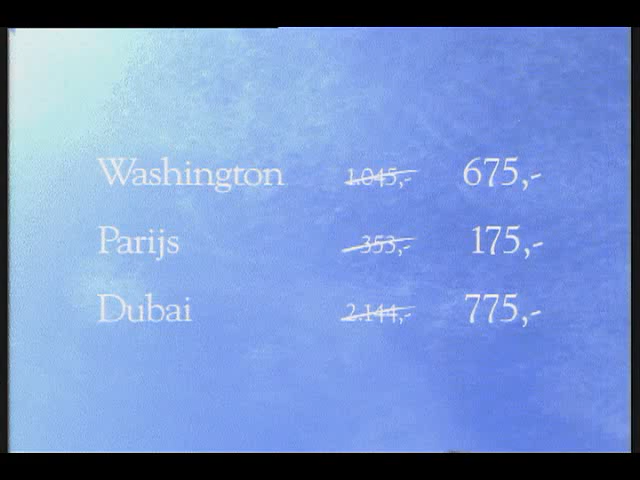 Washington 1.045,- 675,-
Parijs 353,- 175,-
Dubai 2.144,- 775,-